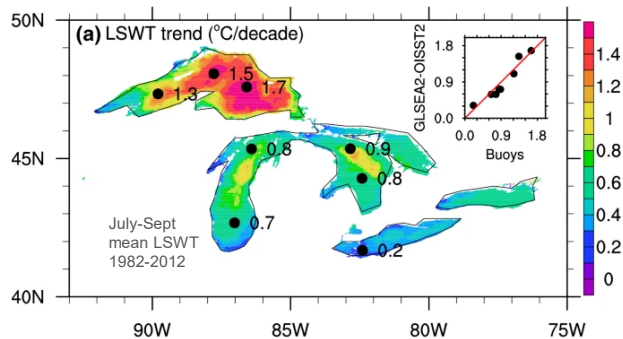 50N
45N
40N
(a) LSWT trend (°C/decade)
1.5
1.3
1.7
0.8
0.9
0.8
0.7
0.2
July-Sept
mean LSWT
1982-2012
90W
85W
80W
75W
GLSEA2-OISST2
1.8
0.9
0.0
0.0
0.9
1.8
Buoys
1.4
1.2
1
0.8
0.6
0.4
0.2
0